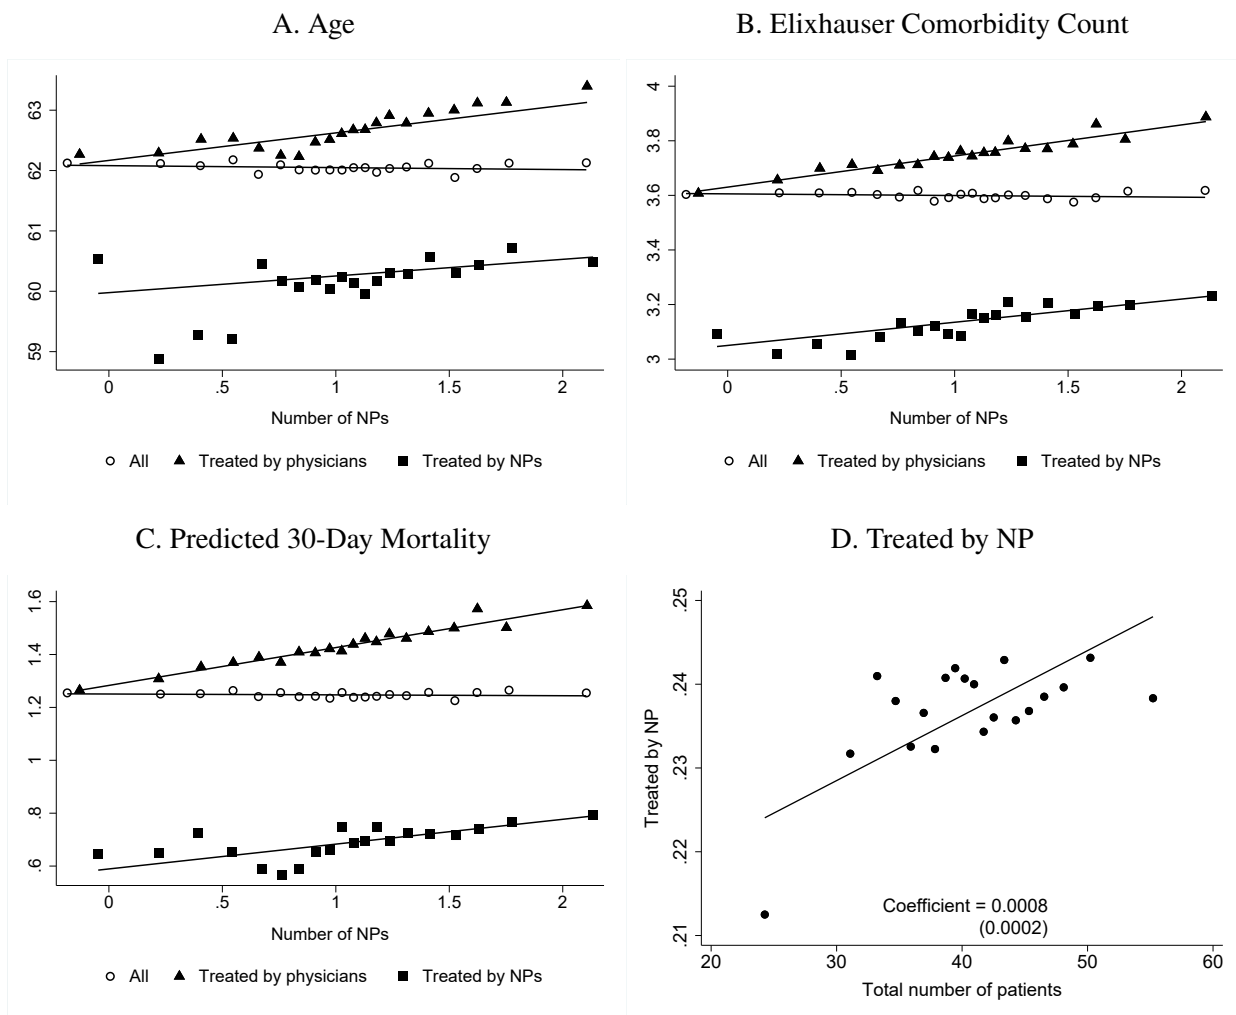 A. Age
63
62
61
60
59
0 .5 1 1.5 2
Number of NPs
All Treated by physicians Treated by NPs
B. Elixhauser Comorbidity Count
4
3.8
3.6
3.4
3.2
3
0 .5 1 1.5 2
Number of NPs
All Treated by physicians Treated by NPs
C. Predicted 30-Day Mortality
1.6
1.4
1.2
1
.8
.6
0 .5 1 1.5 2
Number of NPs
All Treated by physicians Treated by NPs
D. Treated by NP
Treated by NP
.25
.24
.23
.22
.21
Coefficient = 0.0008
(0.0002)
20 30 40 50 60
Total number of patients